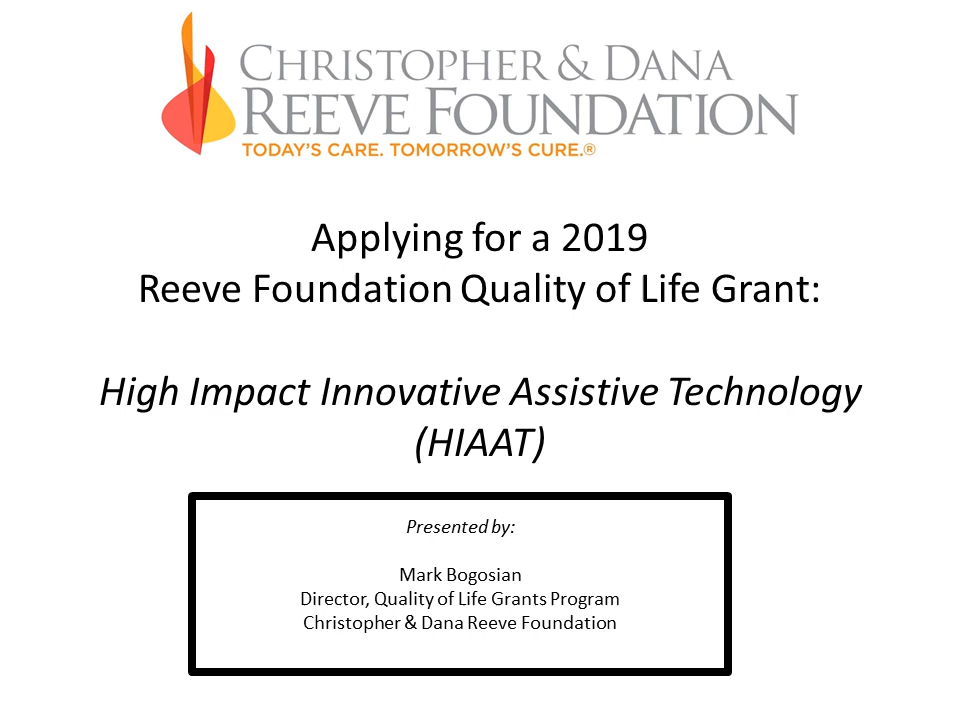 CHRISTOPHER & DANA
REEVE FOUNDATION
TODAY'S CARE. TOMORROW'S CURE.®
Applying for a 2019
Reeve Foundation Quality of Life Grant:
High Impact Innovative Assistive Technology
(HIAAT)
Presented by:
Mark Bogosian
Director, Quality of Life Grants Program
Christopher & Dana Reeve Foundation